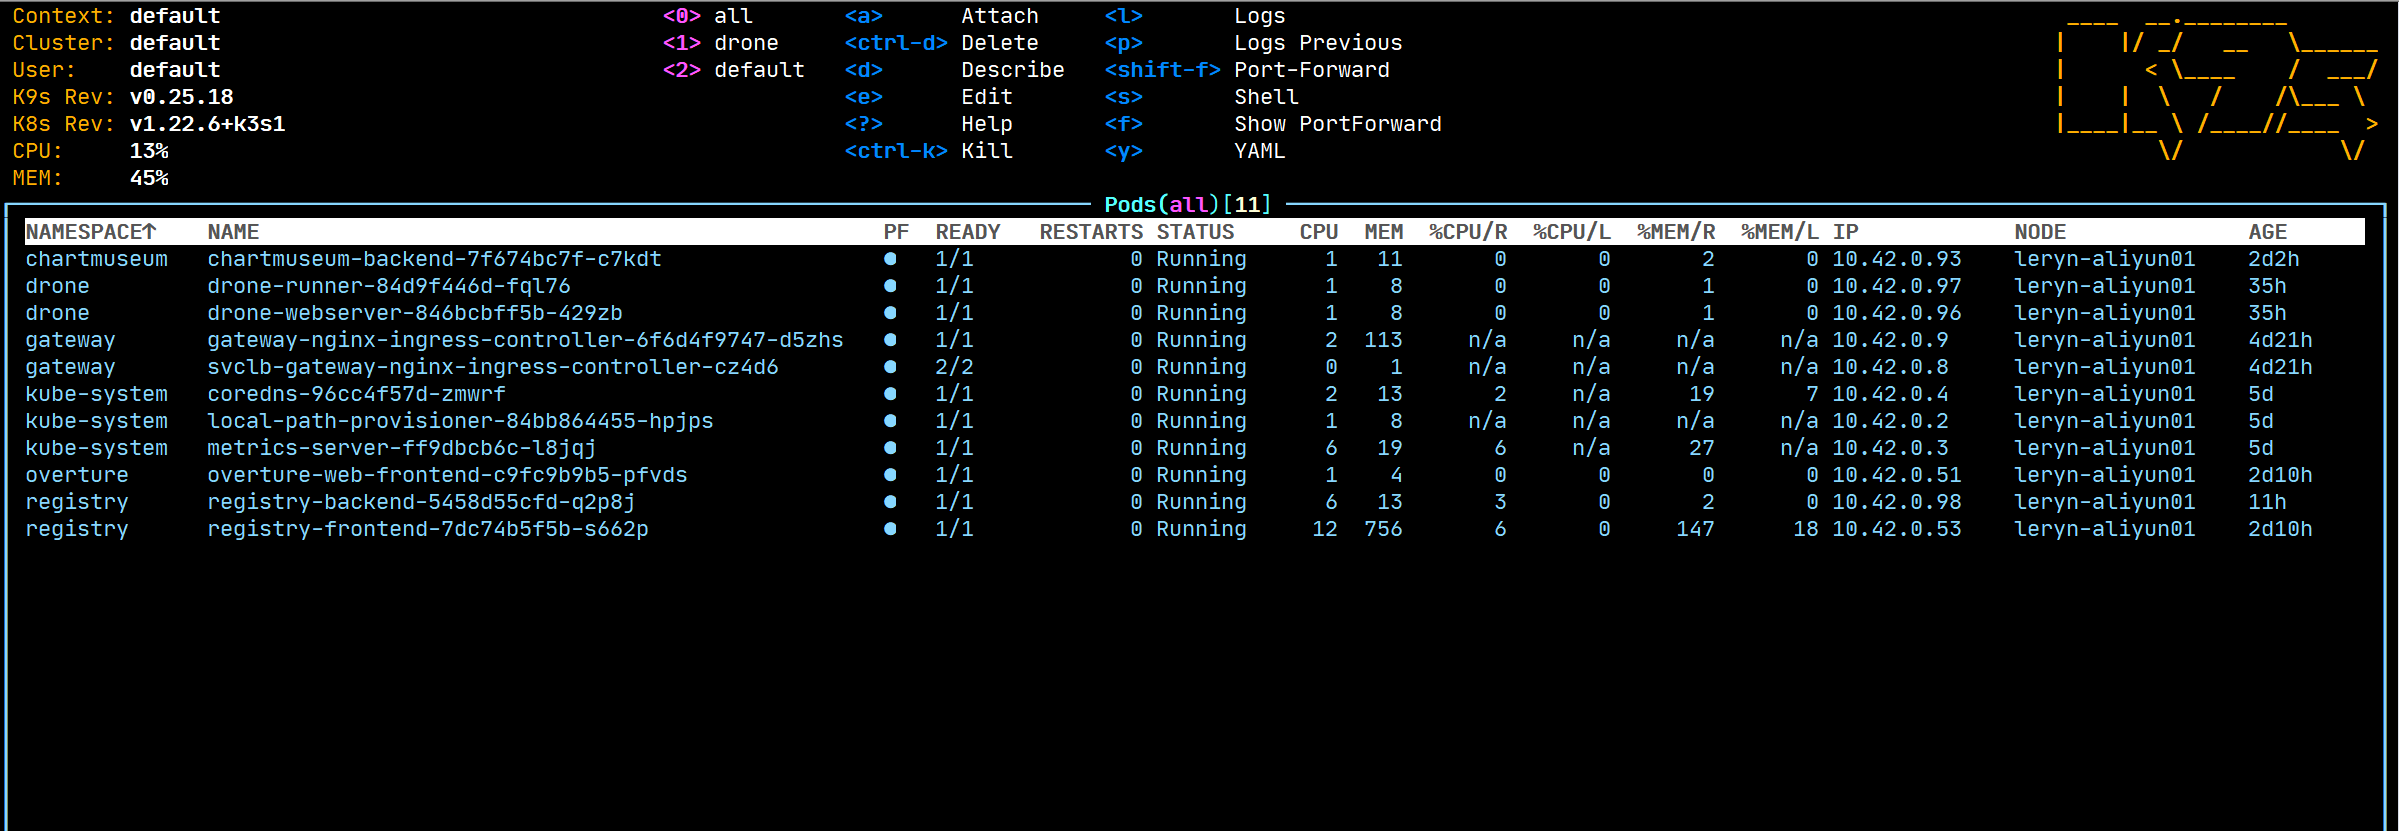 Context: default <0> all <a> Attach <l> Logs
Cluster: default <1> drone <ctrl-d> Delete <p> Logs Previous
User: default <2> default <d> Describe <shift-f> Port-Forward
K9s Rev: v0.25.18 <e> Edit <s> Shell
K8s Rev: v1.22.6+k3s1 <?> Help <f> Show PortForward
CPU: 13% <ctrl-k> Kill <y> YAML
MEM: 45%
Pods(all)[11]
NAMESPACE↑ NAME PF READY RESTARTS STATUS CPU MEM %CPU/R %CPU/L %MEM/R %MEM/L IP NODE AGE
chartmuseum chartmuseum-backend-7f674bc7f-c7kdt ● 1/1 0 Running 1 11 0 0 2 0 10.42.0.93 leryn-aliyun01 2d2h
drone drone-runner-84d9f446d-fql76 ● 1/1 0 Running 1 8 0 0 1 0 10.42.0.97 leryn-aliyun01 35h
drone drone-webserver-846bcbff5b-429zb ● 1/1 0 Running 1 8 0 0 1 0 10.42.0.96 leryn-aliyun01 35h
gateway gateway-nginx-ingress-controller-6f6d4f9747-d5zhs ● 1/1 0 Running 2 113 n/a n/a n/a n/a 10.42.0.9 leryn-aliyun01 4d21h
gateway svclb-gateway-nginx-ingress-controller-cz4d6 ● 2/2 0 Running 0 1 n/a n/a n/a n/a 10.42.0.8 leryn-aliyun01 4d21h
kube-system coredns-96cc4f57d-zmwrf ● 1/1 0 Running 2 13 2 n/a 19 7 10.42.0.4 leryn-aliyun01 5d
kube-system local-path-provisioner-84bb864455-hpjps ● 1/1 0 Running 1 8 n/a n/a n/a n/a 10.42.0.2 leryn-aliyun01 5d
kube-system metrics-server-ff9dbcb6c-l8jqj ● 1/1 0 Running 6 19 6 n/a 27 n/a 10.42.0.3 leryn-aliyun01 5d
overture overture-web-frontend-c9fc9b9b5-pfvds ● 1/1 0 Running 1 4 0 0 0 0 10.42.0.51 leryn-aliyun01 2d10h
registry registry-backend-5458d55cfd-q2p8j ● 1/1 0 Running 6 13 3 0 2 0 10.42.0.98 leryn-aliyun01 11h
registry registry-frontend-7dc74b5f5b-s662p ● 1/1 0 Running 12 756 6 0 147 18 10.42.0.53 leryn-aliyun01 2d10h